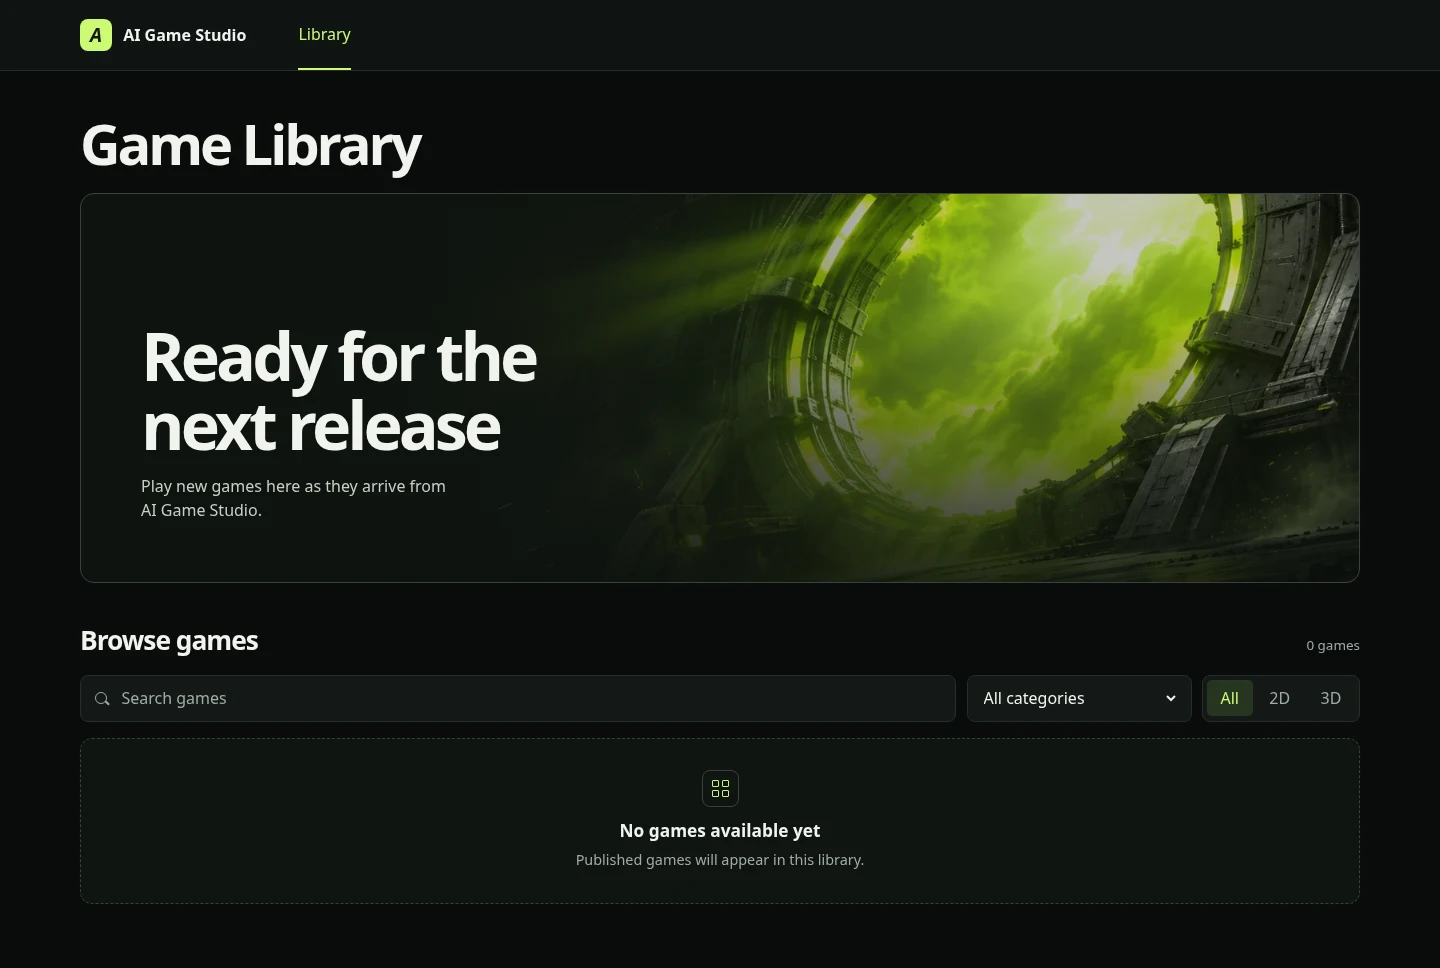 A AI Game Studio Library
Game Library
Ready for the
next release
Play new games here as they arrive from
AI Game Studio.
Browse games
0 games
Search games
All categories
All 2D 3D
No games available yet
Published games will appear in this library.